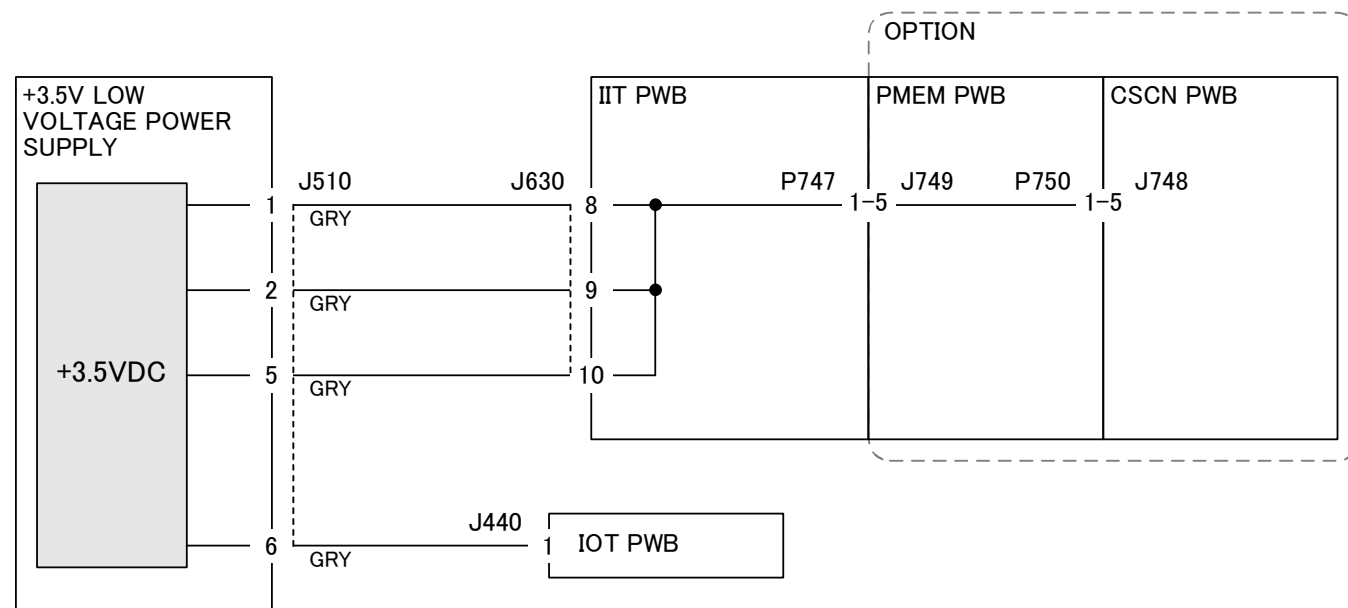 OPTION
+3.5V LOW
VOLTAGE POWER
SUPPLY
IIT PWB
PMEM PWB
CSCN PWB
J510
J630
P747
J749
P750
J748
1
GRY
8
1-5
1-5
2
GRY
9
+3.5VDC
5
GRY
10
J440
6
GRY
1
IOT PWB